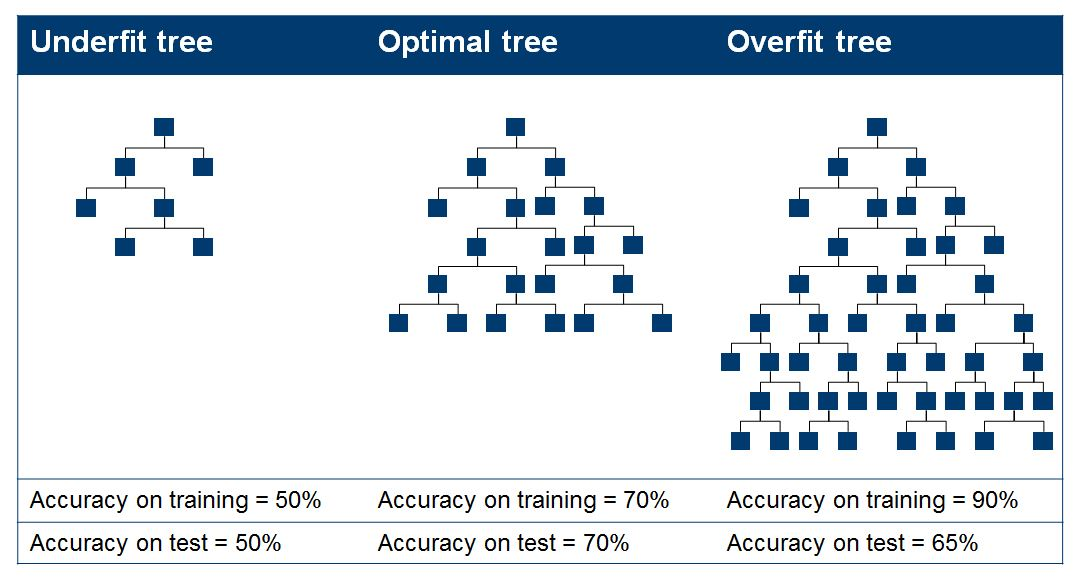 Underfit tree Optimal tree Overfit tree
Accuracy on training = 50% Accuracy on training = 70% Accuracy on training = 90%
Accuracy on test = 50% Accuracy on test = 70% Accuracy on test = 65%